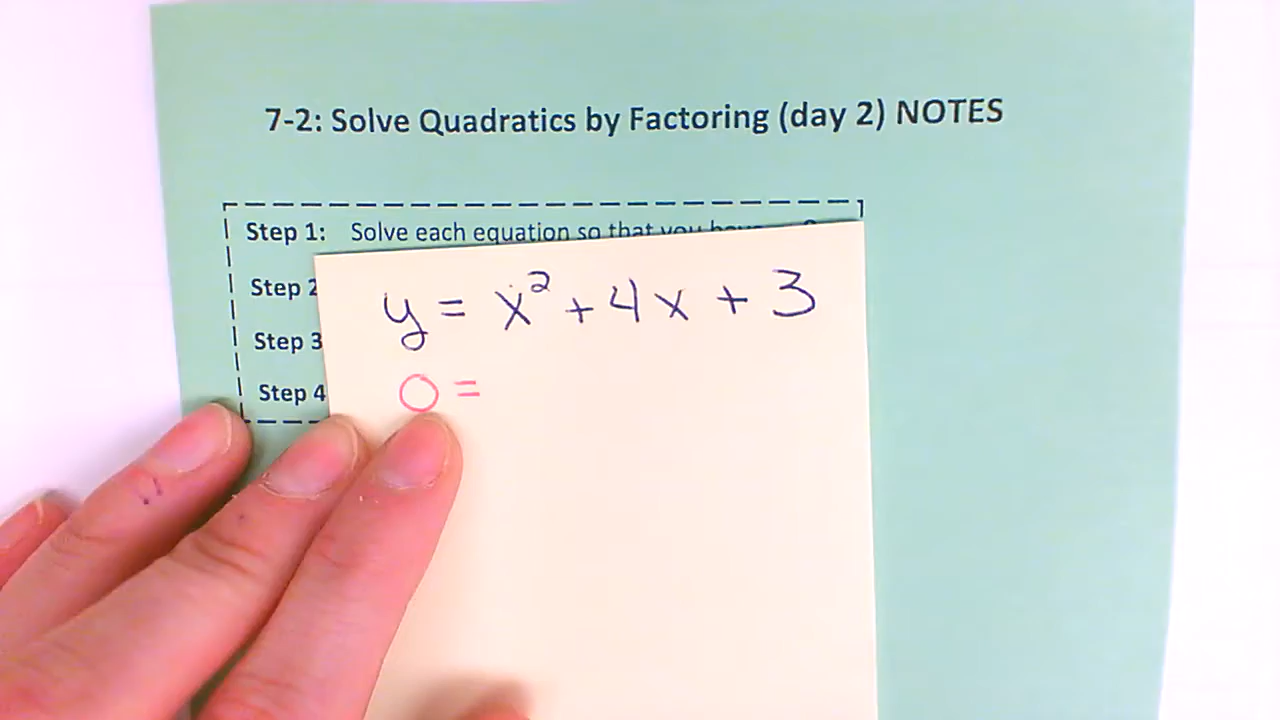 7-2: Solve Quadratics by Factoring (day 2) NOTES
Step 1: Solve each equation so that you
Step 2
Step 3
Step 4
y = x² + 4x + 3
0 =